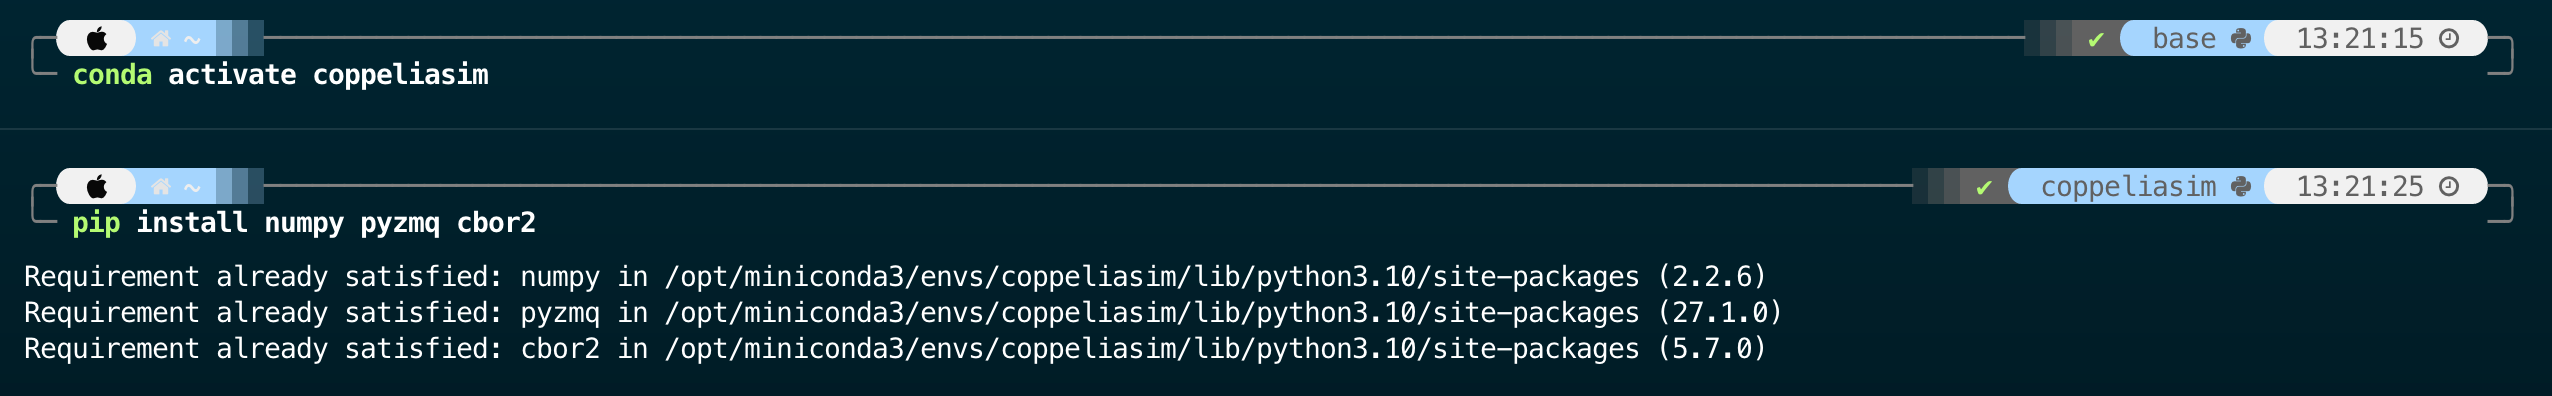 ~ ✔ base 13:21:15
conda activate coppeliasim
~ ✔ coppeliasim 13:21:25
pip install numpy pyzmq cbor2
Requirement already satisfied: numpy in /opt/miniconda3/envs/coppeliasim/lib/python3.10/site-packages (2.2.6)
Requirement already satisfied: pyzmq in /opt/miniconda3/envs/coppeliasim/lib/python3.10/site-packages (27.1.0)
Requirement already satisfied: cbor2 in /opt/miniconda3/envs/coppeliasim/lib/python3.10/site-packages (5.7.0)